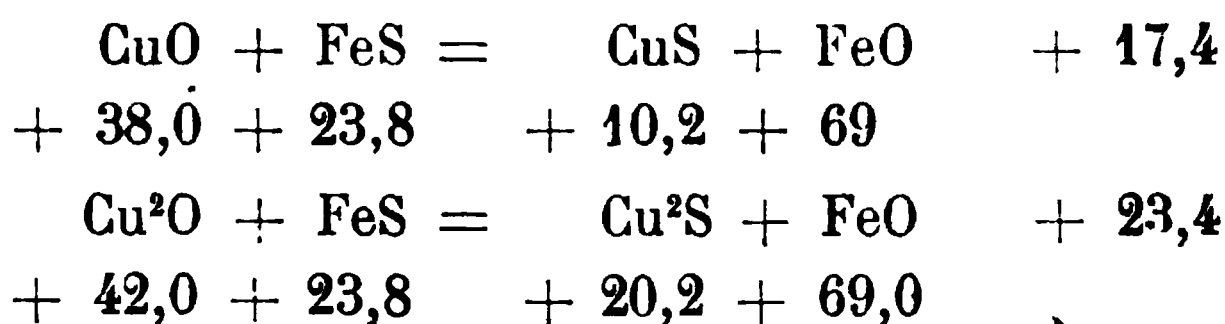 CuO + FeS = CuS + FeO + 17,4
+ 38,0 + 23,8 + 10,2 + 69
Cu²O + FeS = Cu²S + FeO + 23,4
+ 42,0 + 23,8 + 20,2 + 69,0